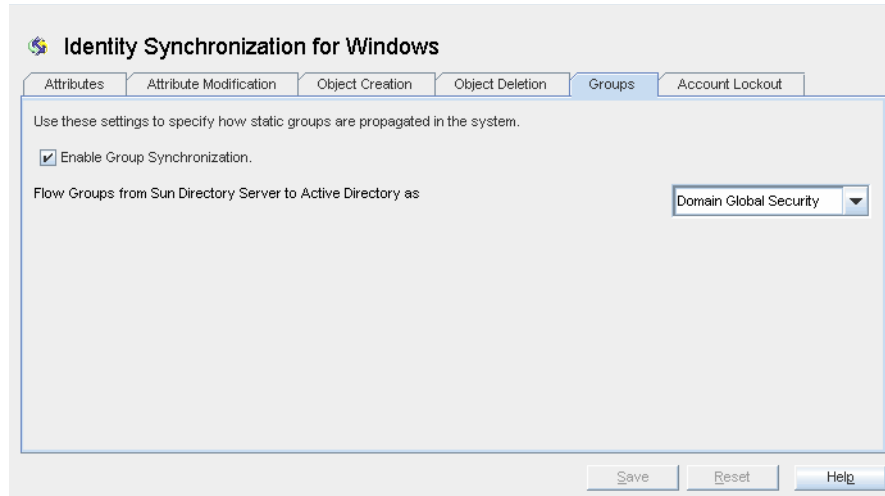 Identity Synchronization for Windows
Attributes Attribute Modification Object Creation Object Deletion Groups Account Lockout
Use these settings to specify how static groups are propagated in the system.
Enable Group Synchronization.
Flow Groups from Sun Directory Server to Active Directory as Domain Global Security
Save Reset Help